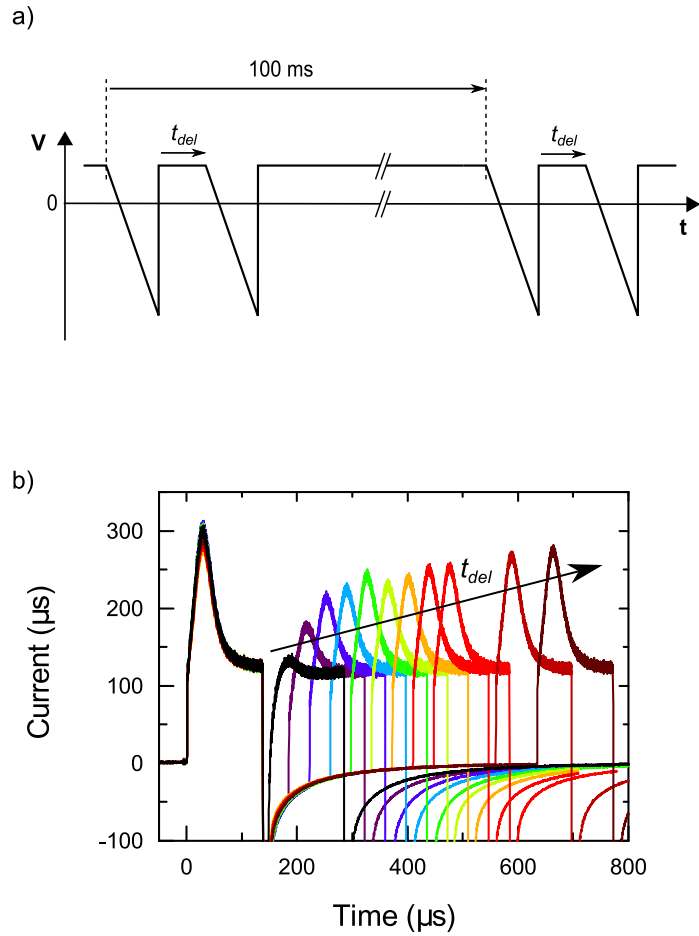 a)
100 ms
V
t_del
t_del
0
t
b)
300
200
100
0
-100
t_del
Current (μs)
0
200
400
600
800
Time (μs)